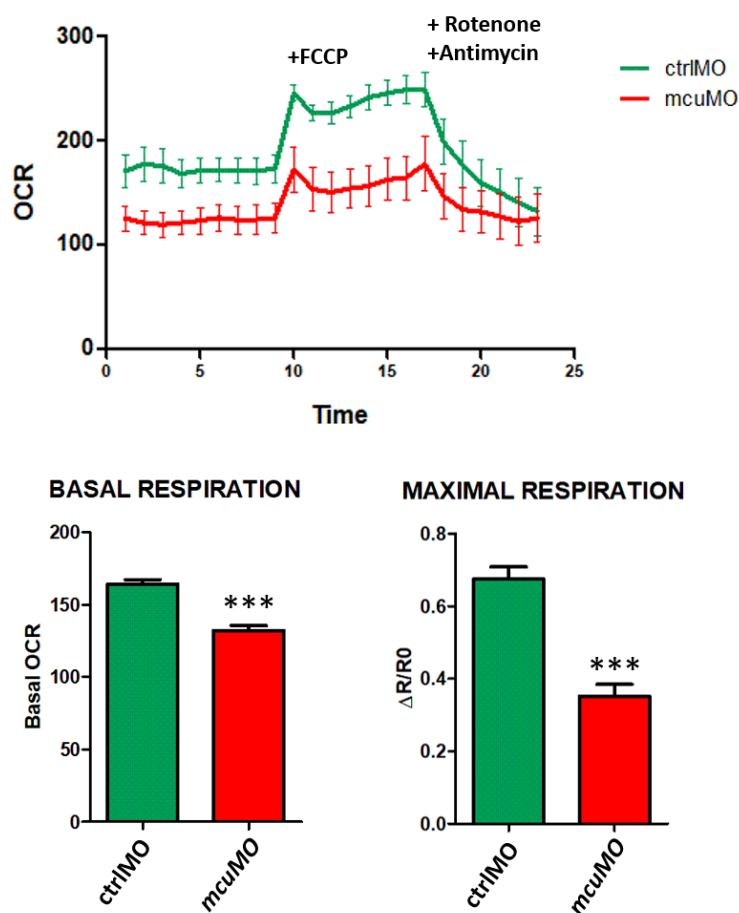 + Rotenone
+FCCP
+Antimycin
ctrlMO
mcuMO
300
200
100
0
OCR
0
5
10
15
20
25
Time
BASAL RESPIRATION
200
150
100
50
0
Basal OCR
***
ctrlMO
mcuMO
MAXIMAL RESPIRATION
0.8
0.6
0.4
0.2
0.0
ΔR/R0
***
ctrlMO
mcuMO